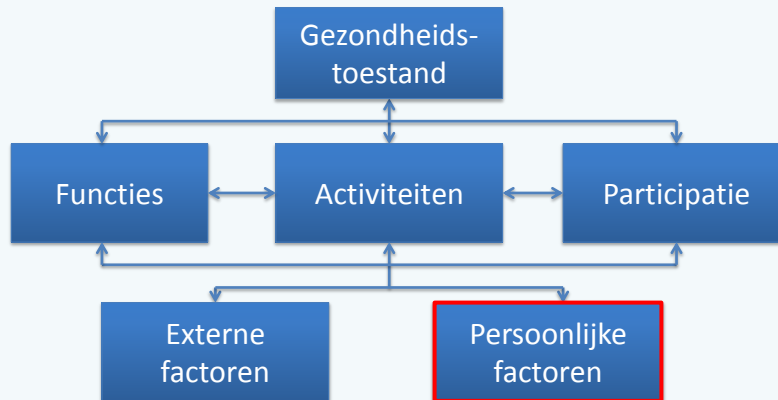 Gezondheids-
toestand
Functies
Activiteiten
Participatie
Externe
factoren
Persoonlijke
factoren